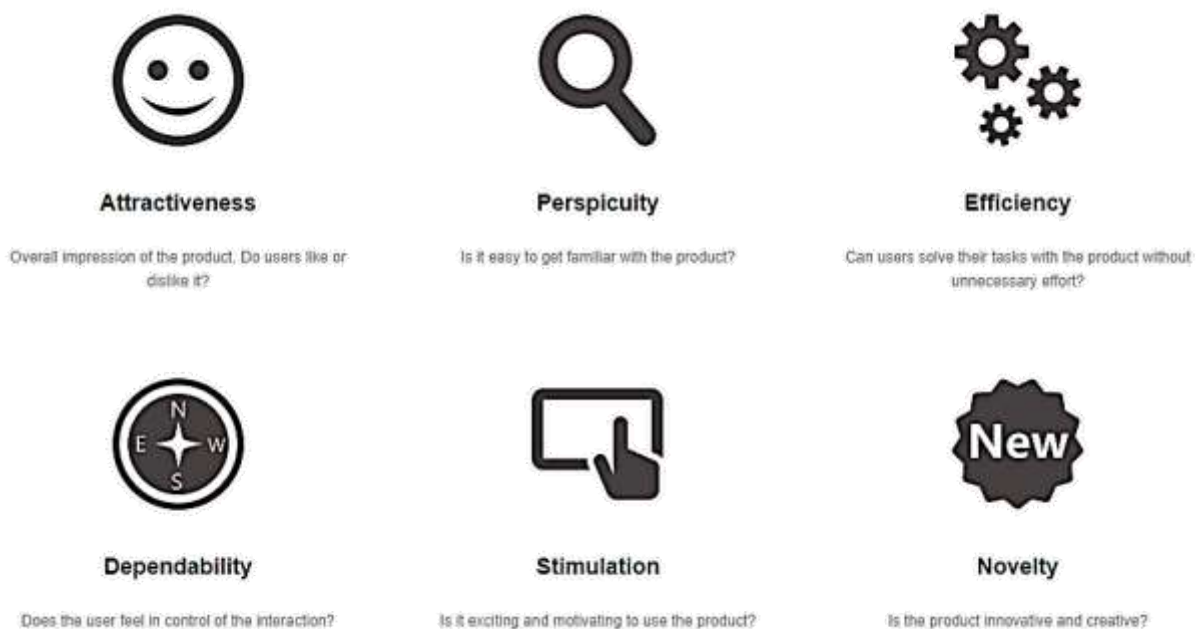 Attractiveness
Overall impression of the product. Do users like or
dislike it?
Perspicuity
Is it easy to get familiar with the product?
Efficiency
Can users solve their tasks with the product without
unnecessary effort?
N
E W
S
Dependability
Does the user feel in control of the interaction?
Stimulation
Is it exciting and motivating to use the product?
New
Novelty
Is the product innovative and creative?